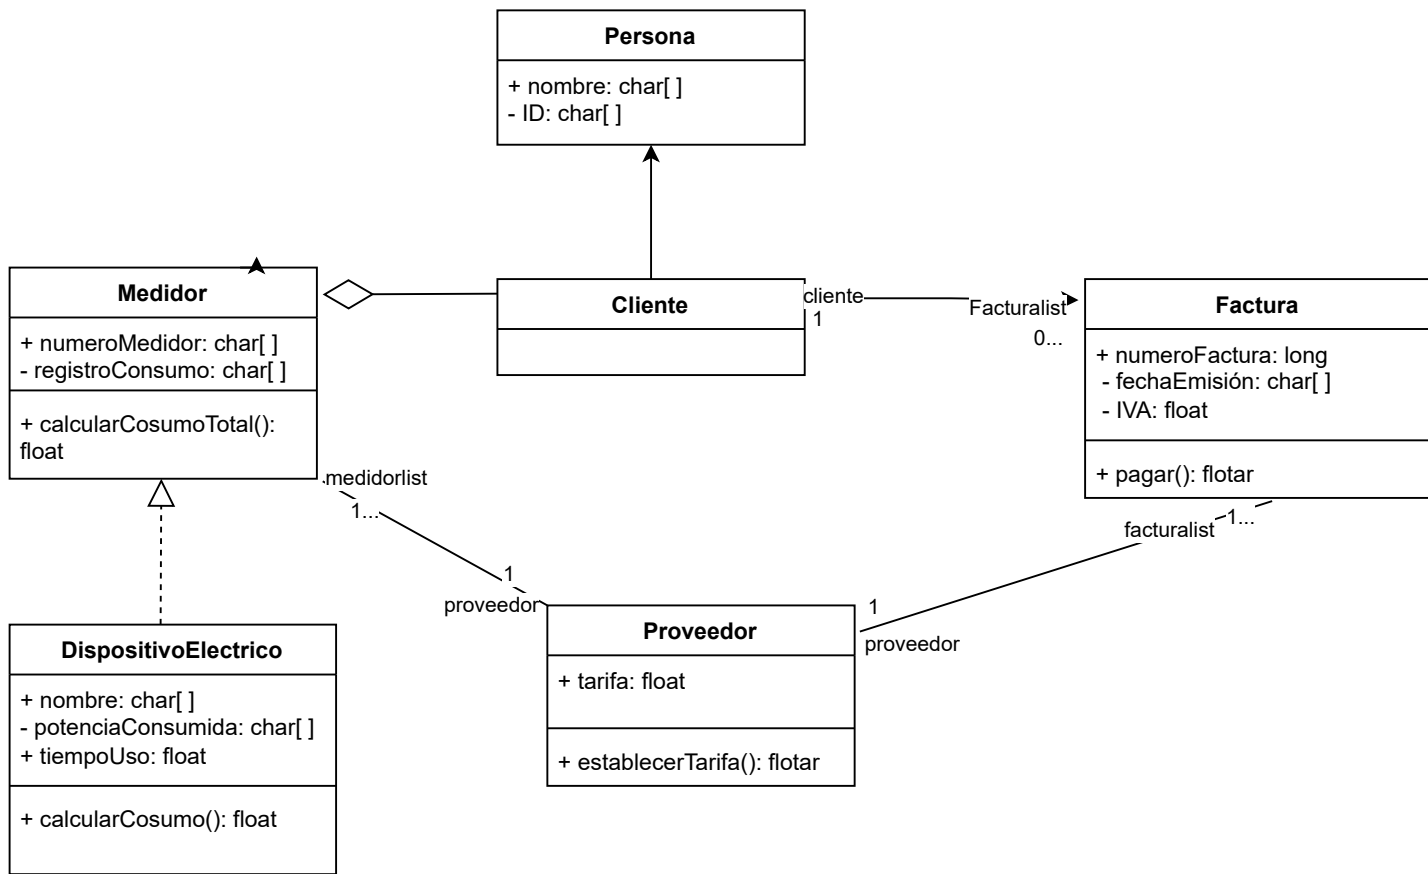 Persona
+ nombre: char[ ]
- ID: char[ ]
Medidor
+ numeroMedidor: char[ ]
- registroConsumo: char[ ]
+ calcularCosumoTotal():
float
Cliente
cliente
1
Facturalist
0...
Factura
+ numeroFactura: long
- fechaEmisión: char[ ]
- IVA: float
+ pagar(): flotar
medidorlist
1...
1
proveedor
facturalist
1...
1
proveedor
Proveedor
+ tarifa: float
+ establecerTarifa(): flotar
DispositivoElectrico
+ nombre: char[ ]
- potenciaConsumida: char[ ]
+ tiempoUso: float
+ calcularCosumo(): float